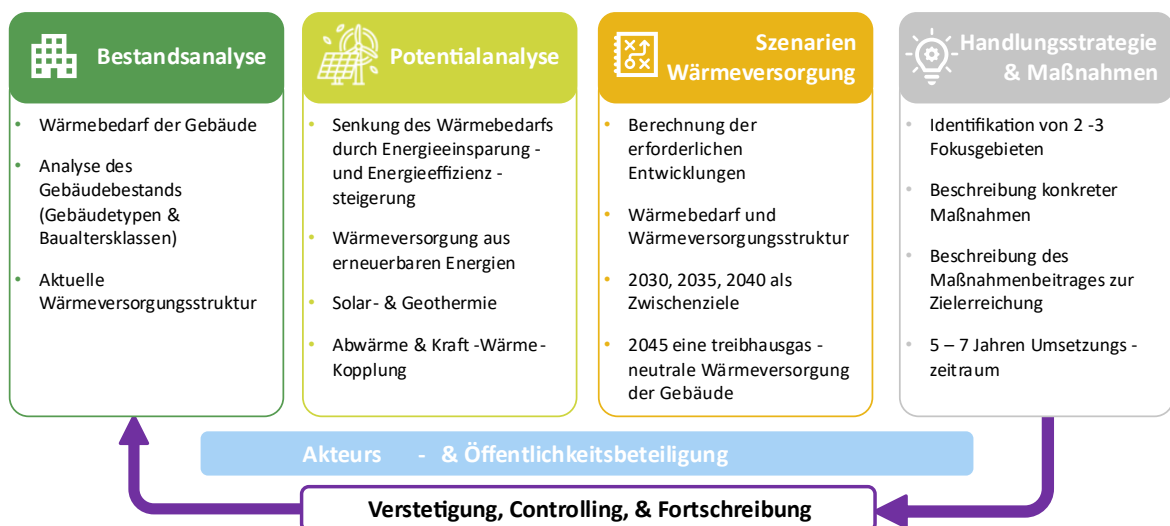 Bestandsanalyse
• Wärmebedarf der Gebäude
• Analyse des
Gebäudebestands
(Gebäudetypen &
Baualtersklassen)
• Aktuelle
Wärmeversorgungsstruktur
Potentialanalyse
• Senkung des Wärmebedarfs
durch Energieeinsparung -
und Energieeffizienz -
steigerung
• Wärmeversorgung aus
erneuerbaren Energien
• Solar- & Geothermie
• Abwärme & Kraft -Wärme-
Kopplung
Szenarien
Wärmeversorgung
• Berechnung der
erforderlichen
Entwicklungen
• Wärmebedarf und
Wärmeversorgungsstruktur
• 2030, 2035, 2040 als
Zwischenziele
• 2045 eine treibhausgas -
neutrale Wärmeversorgung
der Gebäude
Handlungsstrategie
& Maßnahmen
• Identifikation von 2 -3
Fokusgebieten
• Beschreibung konkreter
Maßnahmen
• Beschreibung des
Maßnahmenbeitrages zur
Zielerreichung
• 5 – 7 Jahren Umsetzungs -
zeitraum
Akteurs - & Öffentlichkeitsbeteiligung
Verstetigung, Controlling, & Fortschreibung